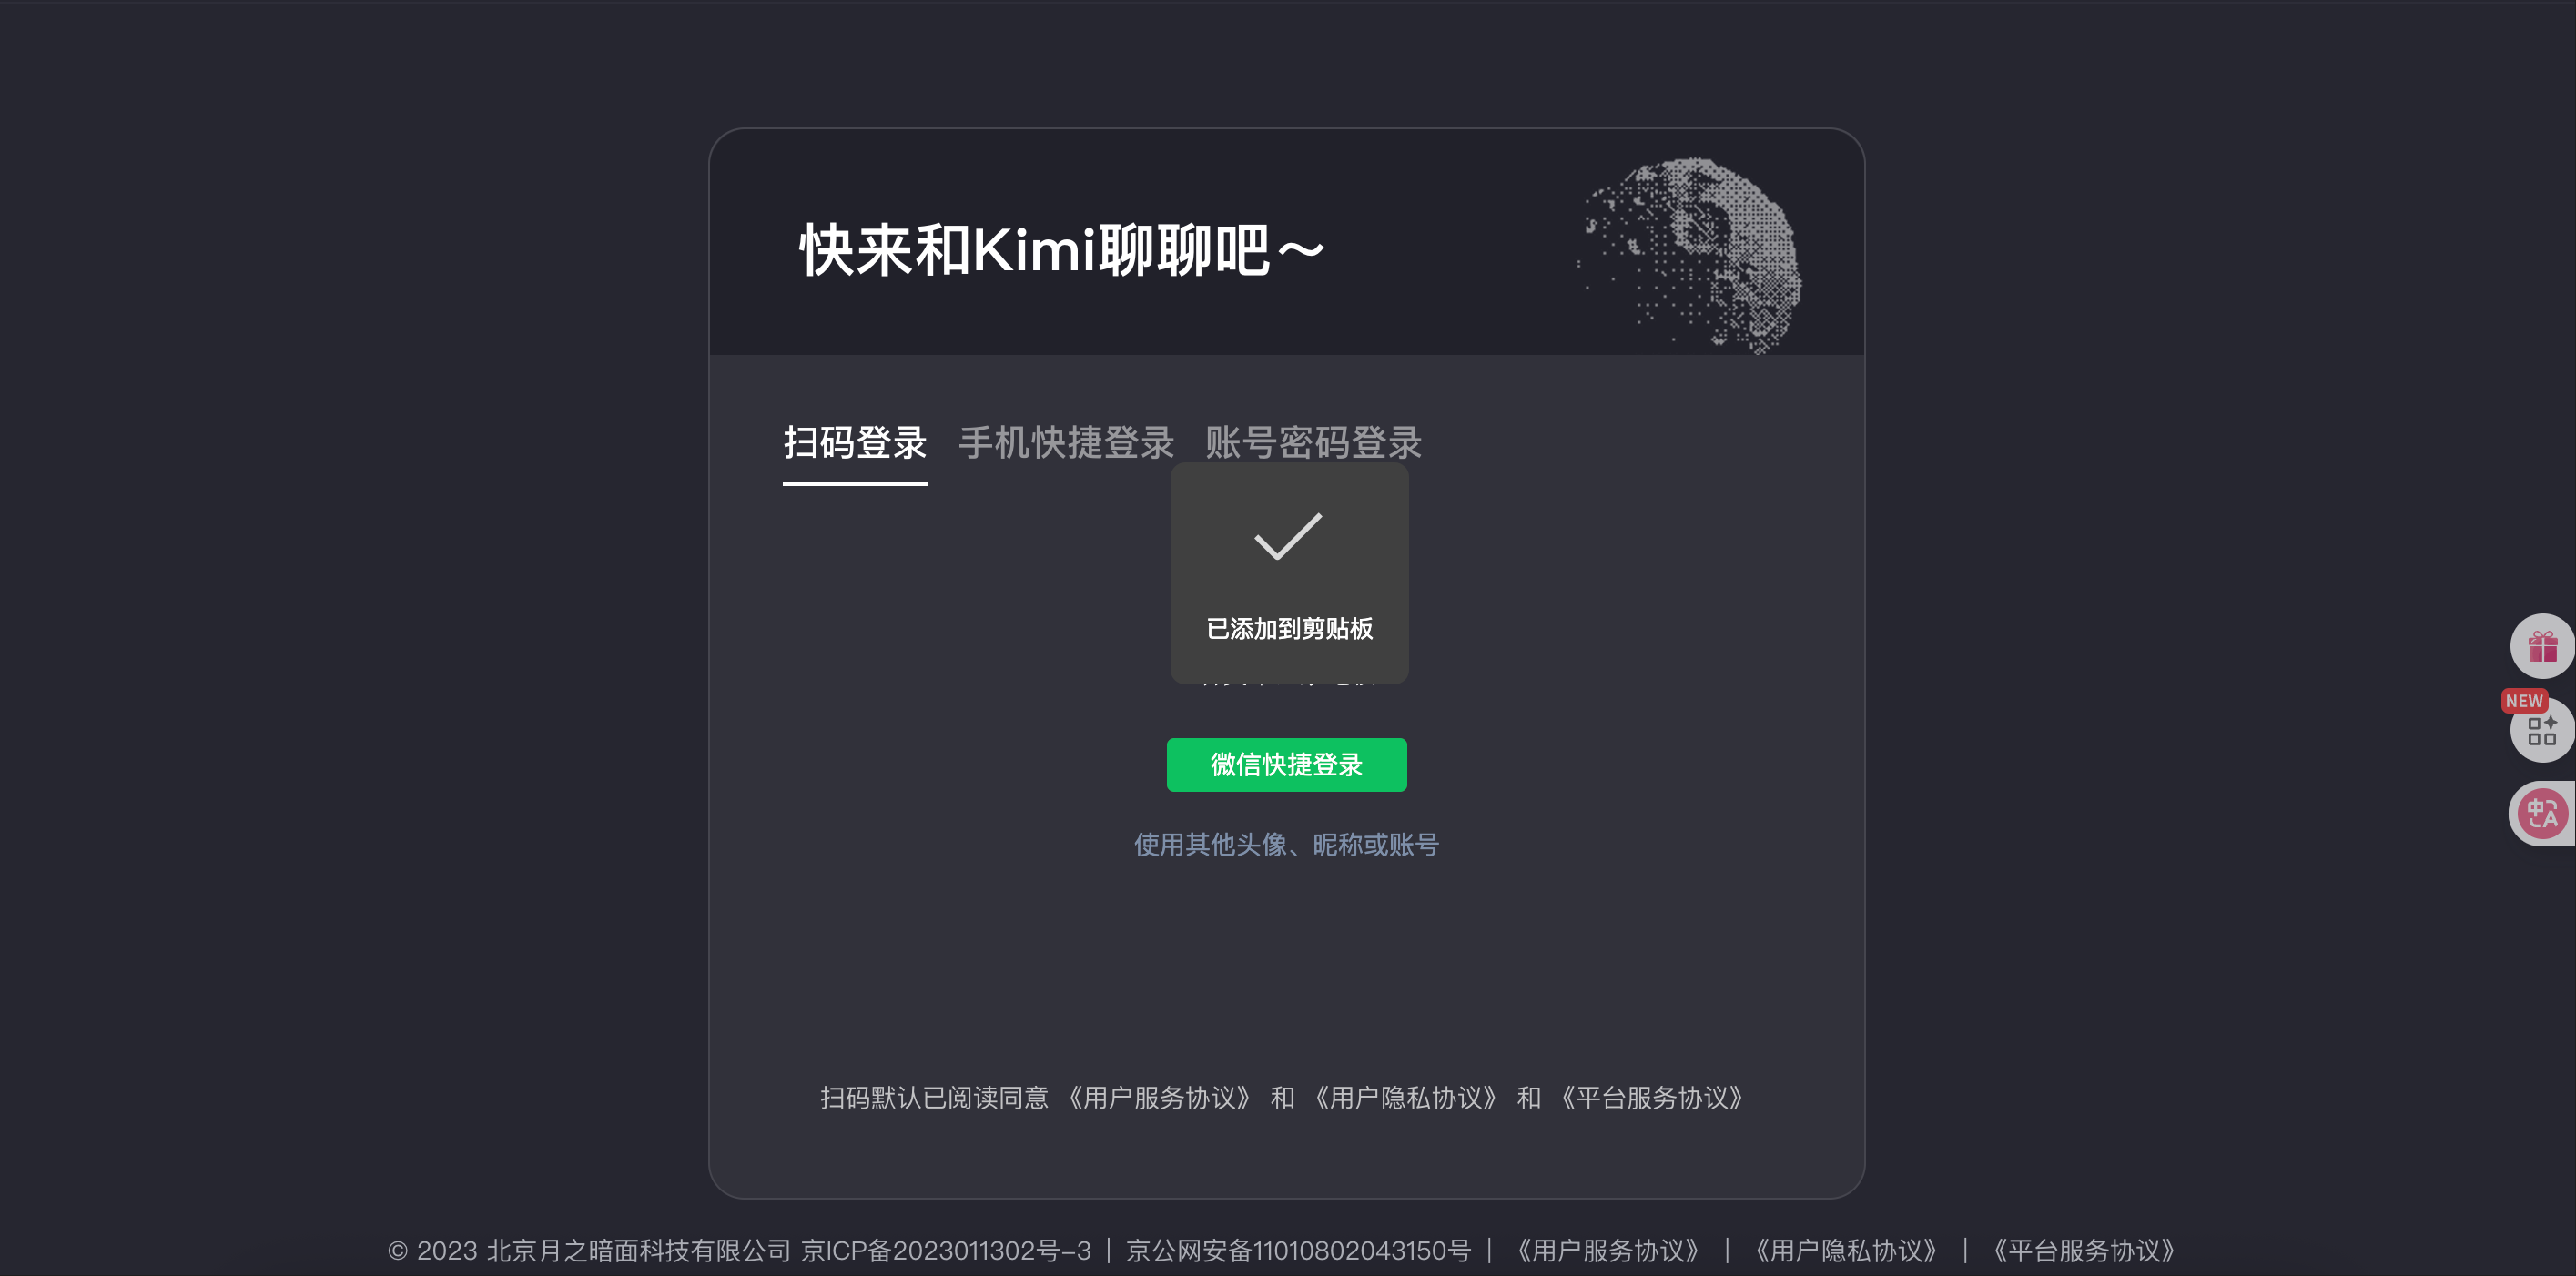 快来和Kimi聊聊吧～
扫码登录 手机快捷登录 账号密码登录
已添加到剪贴板
微信快捷登录
使用其他头像、昵称或账号
NEW
中A
扫码默认已阅读同意 《用户服务协议》 和 《用户隐私协议》 和 《平台服务协议》
© 2023 北京月之暗面科技有限公司 京ICP备2023011302号-3 | 京公网安备11010802043150号 | 《用户服务协议》 | 《用户隐私协议》 | 《平台服务协议》